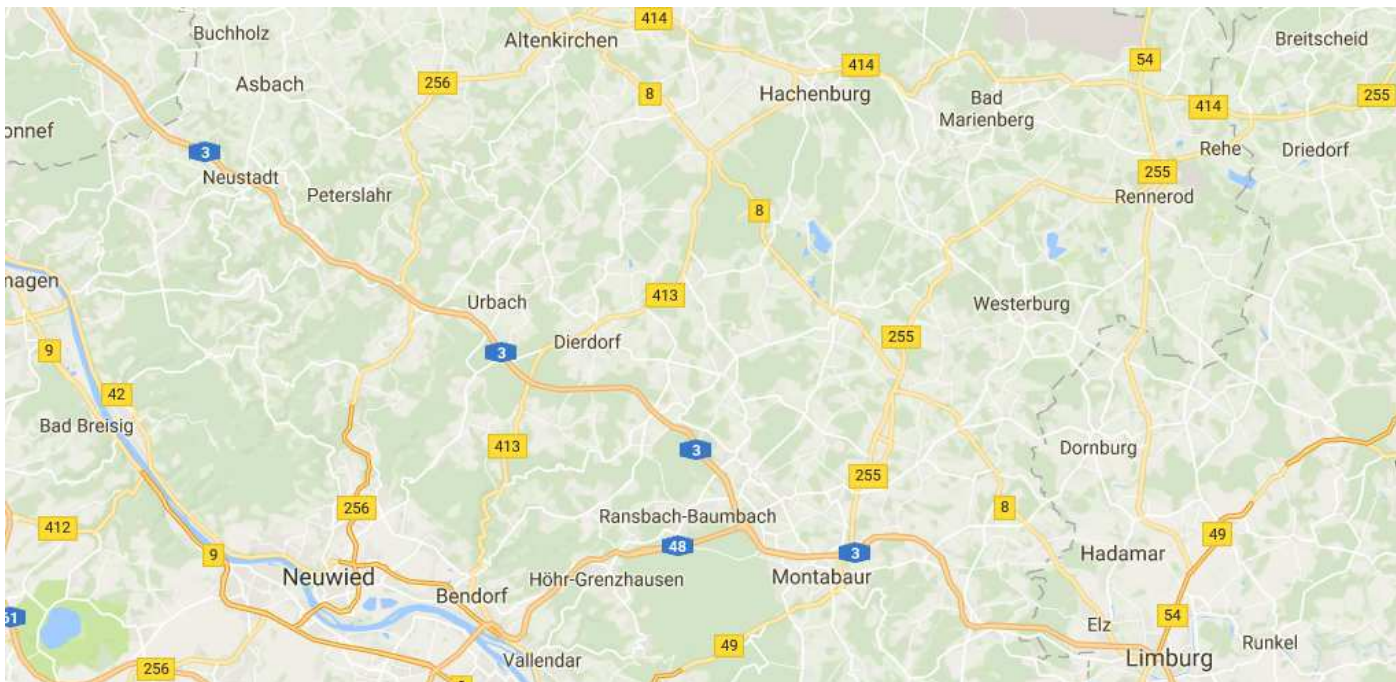 414
Buchholz
Altenkirchen
Breitscheid
54
414
256
Asbach
8
Hachenburg
Bad
Marienberg
255
414
onnef
3
Neustadt
Peterslahr
Rehe
Driedorf
255
Rennerod
8
nagen
Urbach
413
Westerburg
9
3
Dierdorf
255
42
Bad Breisig
413
3
Dornburg
255
256
8
412
Ransbach-Baumbach
49
9
48
3
Hadamar
Neuwied
Höhr-Grenzhausen
Montabaur
Bendorf
61
54
Elz
49
Runkel
256
Vallendar
Limburg